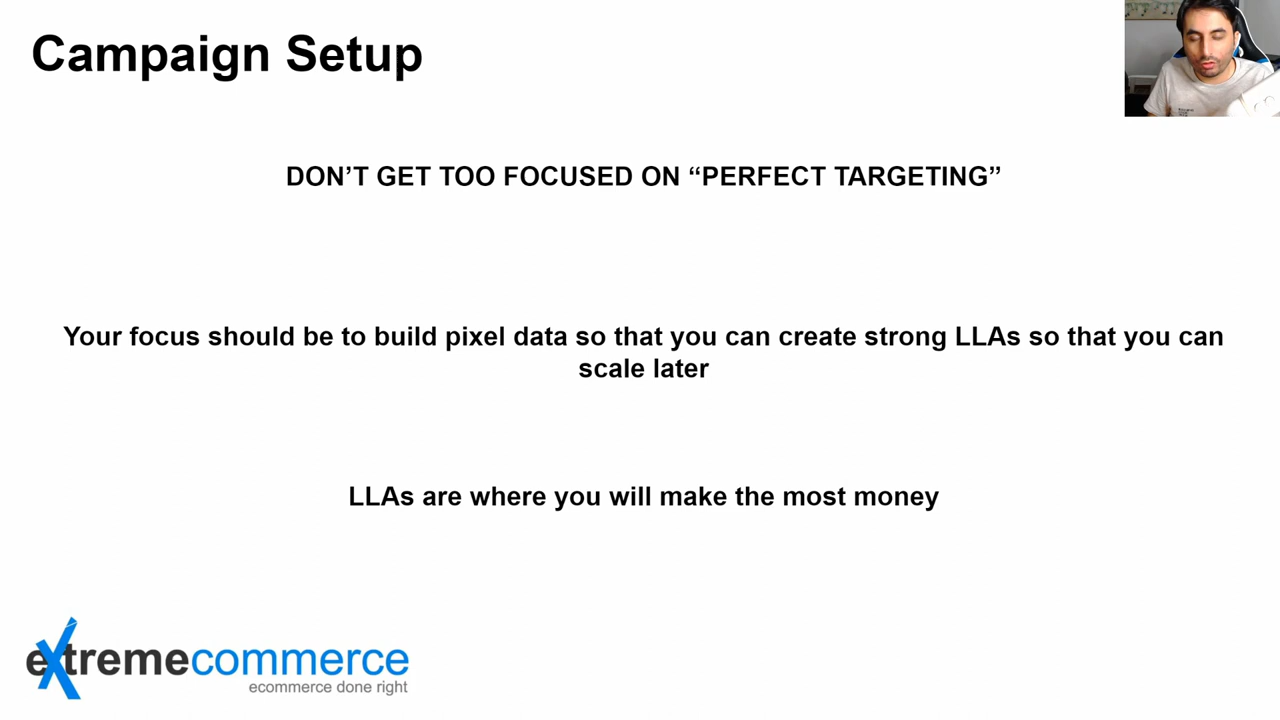 Campaign Setup
DON’T GET TOO FOCUSED ON “PERFECT TARGETING”
Your focus should be to build pixel data so that you can create strong LLAs so that you can
scale later
LLAs are where you will make the most money
extremecommerce
ecommerce done right